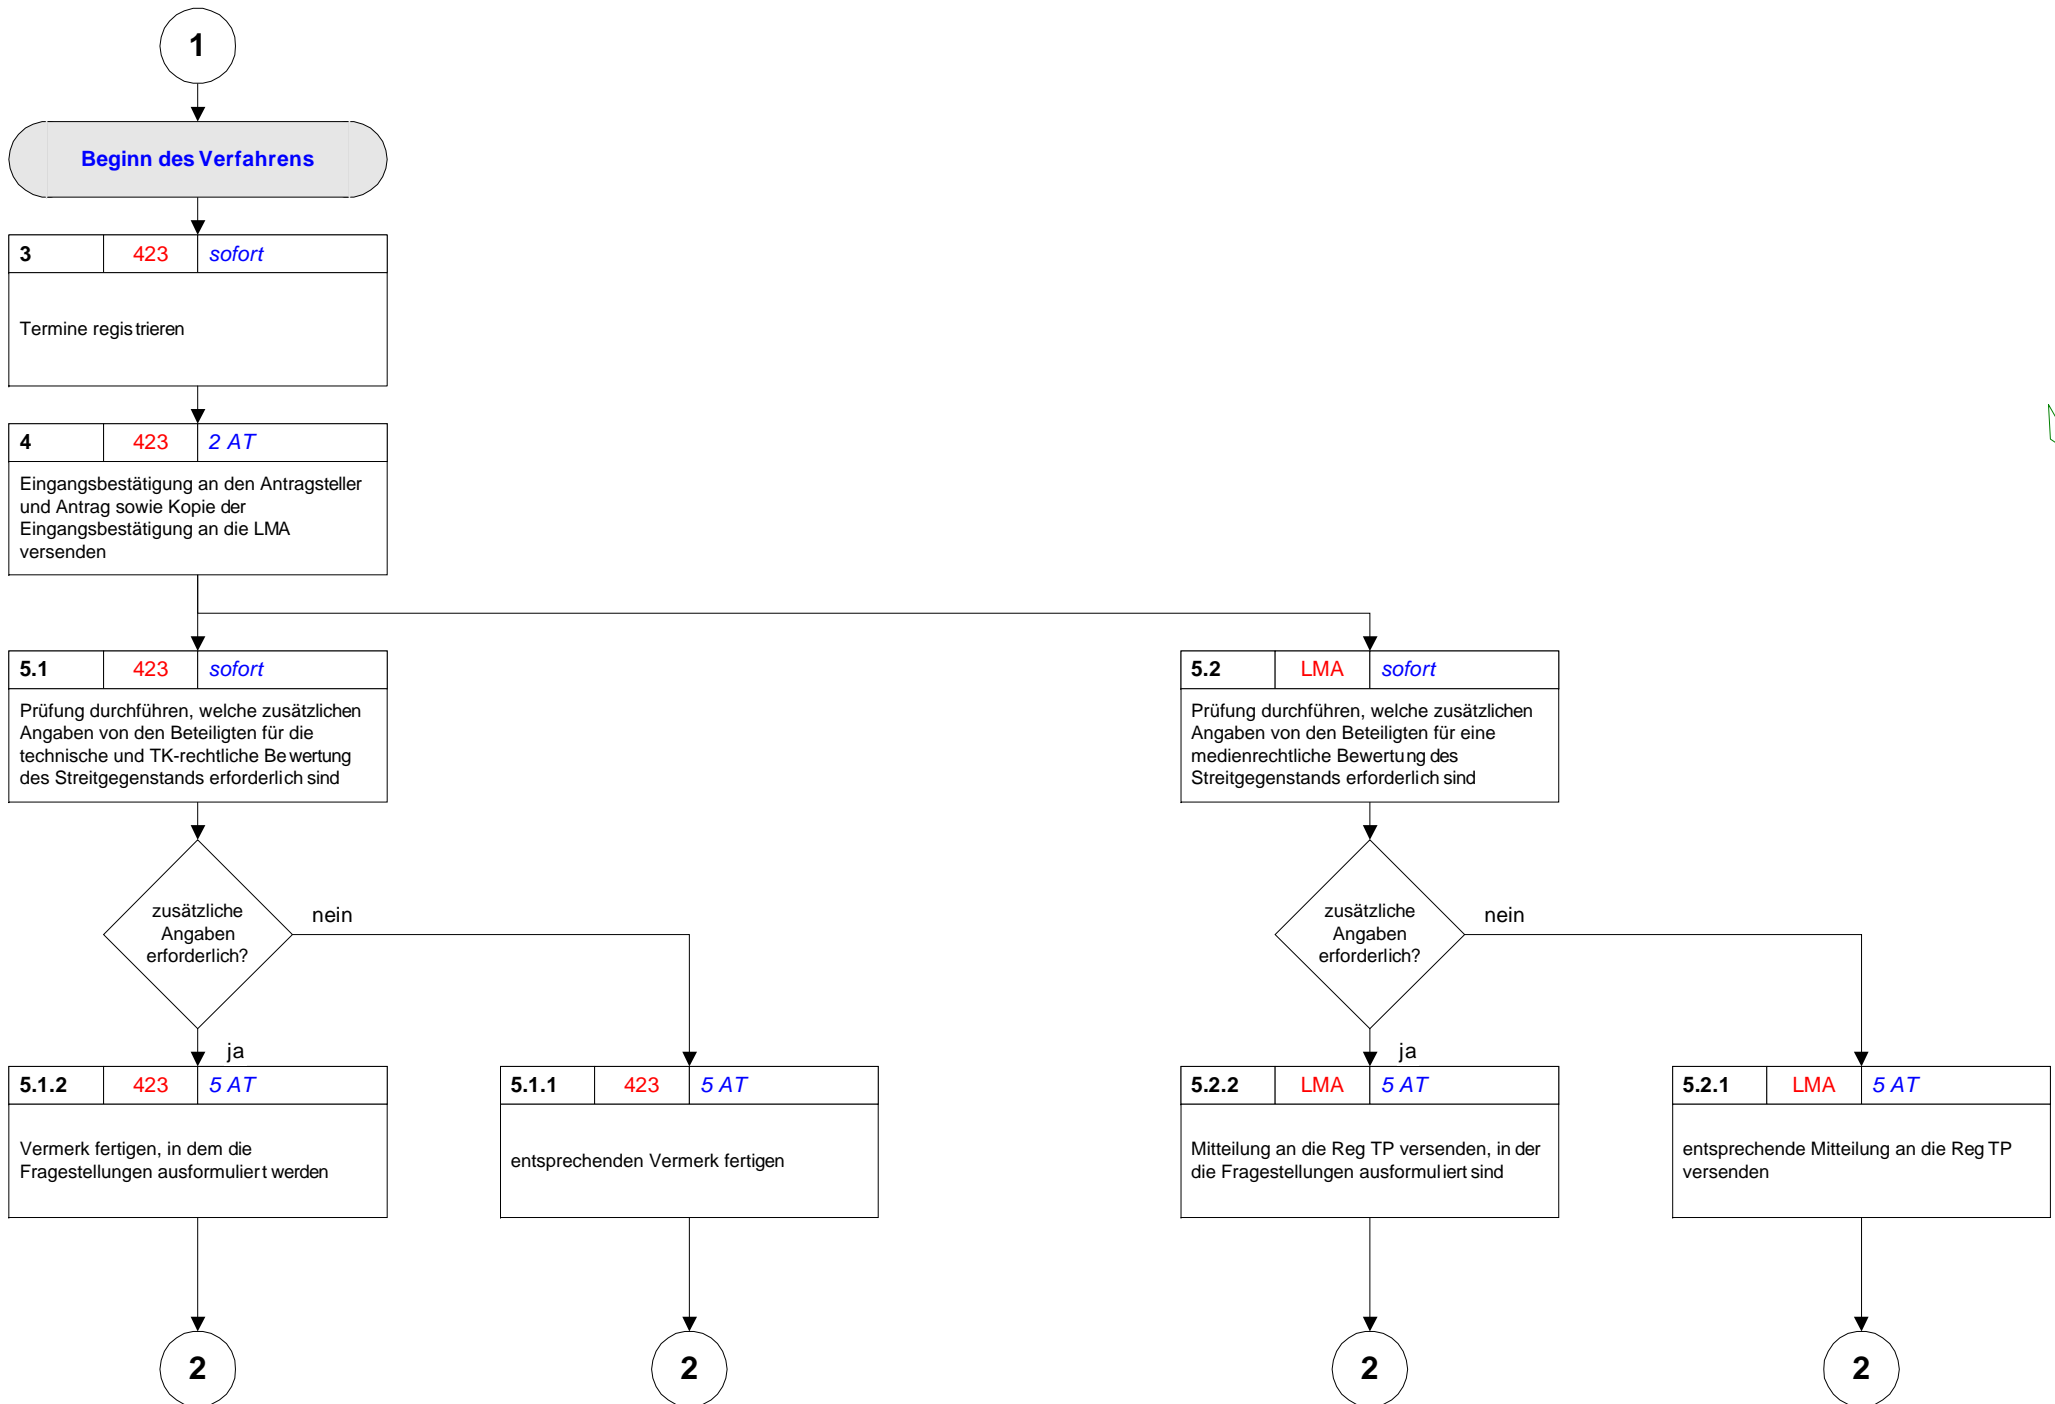 1
Beginn des Verfahrens
3 423 sofort
Termine registrieren
4 423 2 AT
Eingangsbestätigung an den Antragsteller
und Antrag sowie Kopie der
Eingangsbestätigung an die LMA
versenden
5.1 423 sofort
Prüfung durchführen, welche zusätzlichen
Angaben von den Beteiligten für die
technische und TK-rechtliche Bewertung
des Streitgegenstands erforderlich sind
5.2 LMA sofort
Prüfung durchführen, welche zusätzlichen
Angaben von den Beteiligten für eine
medienrechtliche Bewertung des
Streitgegenstands erforderlich sind
zusätzliche
Angaben
erforderlich?
nein
ja
zusätzliche
Angaben
erforderlich?
nein
ja
5.1.2 423 5 AT
Vermerk fertigen, in dem die
Fragestellungen ausformuliert werden
5.1.1 423 5 AT
entsprechenden Vermerk fertigen
5.2.2 LMA 5 AT
Mitteilung an die Reg TP versenden, in der
die Fragestellungen ausformuliert sind
5.2.1 LMA 5 AT
entsprechende Mitteilung an die Reg TP
versenden
2
2
2
2